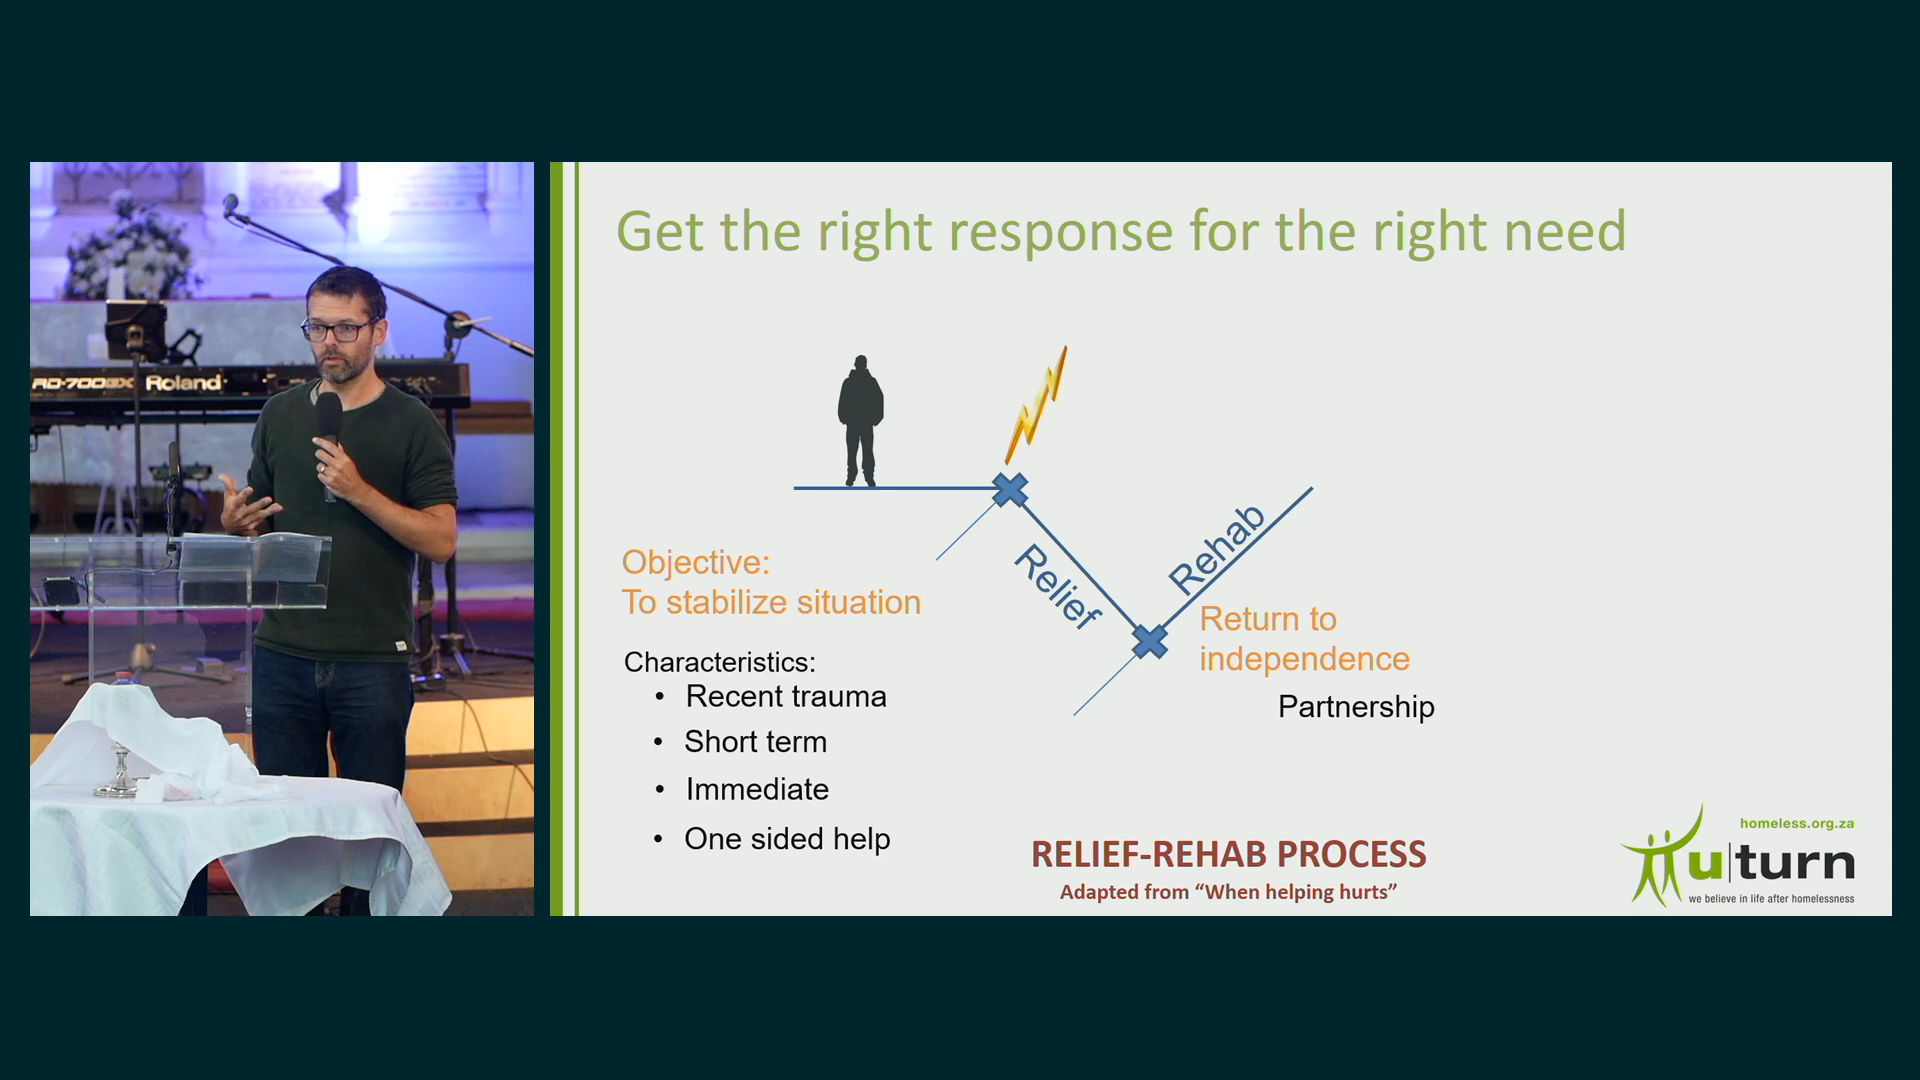 RD-700GX Roland
Get the right response for the right need
Objective:
To stabilize situation
Characteristics:
• Recent trauma
• Short term
• Immediate
• One sided help
Relief
Rehab
Return to
independence
Partnership
RELIEF-REHAB PROCESS
Adapted from “When helping hurts”
homeless.org.za
u|turn
we believe in life after homelessness